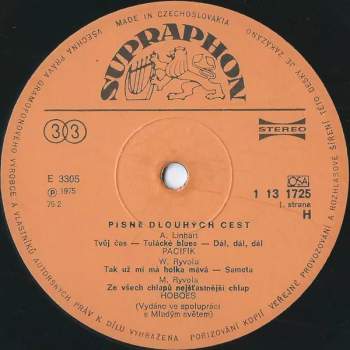 MADE IN CZECHOSLOVAKIA
VŠECHNA PRÁVA GRAMOFONOVÉHO VÝROBCE A VLASTNÍKŮ AUTORSKÝCH PRÁV K DÍLU VYHRAZENA. POŘIZOVÁNÍ KOPIÍ, VEŘEJNÉ PROVOZOVÁNÍ A ROZHLASOVÉ ŠÍŘENÍ TÉTO DESKY JE ZAKÁZÁNO
SUPRAPHON
33
STEREO
E 3305
℗ 1975
75 2
OSA
1 13 1725
I. strana
H
PÍSNĚ DLOUHÝCH CEST
A. Linhart
Tvůj čas — Tulácké blues — Dál, dál, dál
PACIFIK
W. Ryvola
Tak už mi má holka mává — Samota
M. Ryvola
Ze všech chlapů nejšťastnější chlap
HOBOES
(Vydáno ve spolupráci
s Mladým světem)